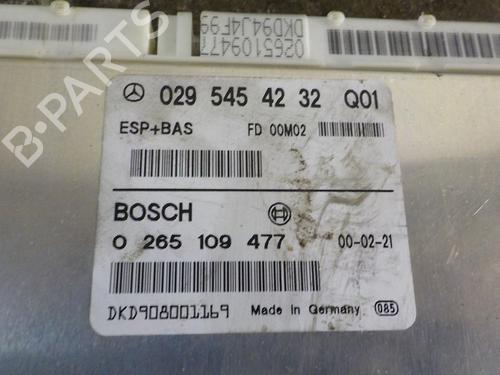 0265109477
DKD94J4F99
029 545 42 32 Q01
ESP+BAS FD 00M02
BOSCH
0 265 109 477 00-02-21
DKD908001169 Made in Germany 085
B-PARTS